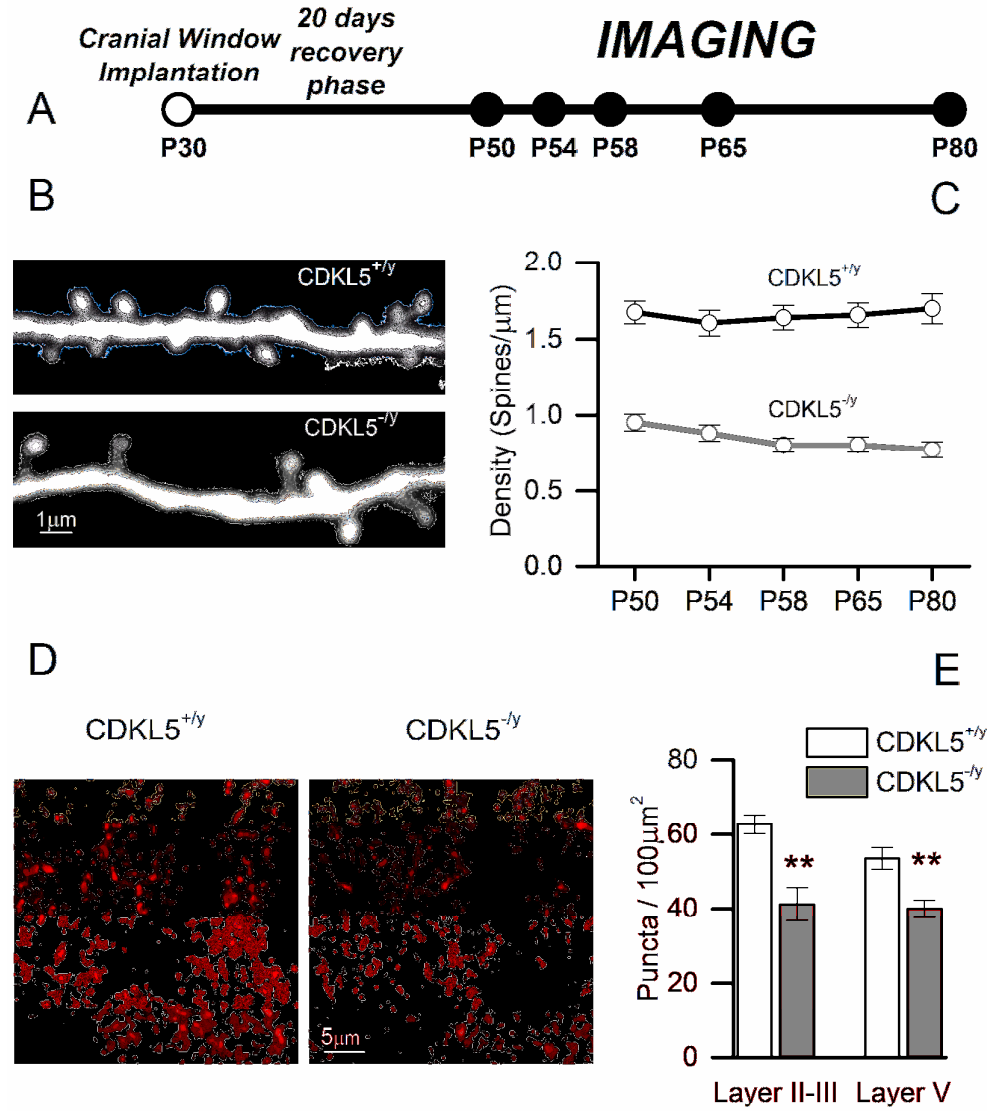 Cranial Window
Implantation
20 days
recovery
phase
IMAGING
A
P30
P50
P54
P58
P65
P80
B
CDKL5+/y
CDKL5-/y
1µm
C
Density (Spines/µm)
2.0
1.5
1.0
0.5
0.0
CDKL5+/y
CDKL5-/y
P50
P54
P58
P65
P80
D
CDKL5+/y
CDKL5-/y
5µm
E
CDKL5+/y
CDKL5-/y
Puncta / 100µm²
80
60
40
20
0
**
**
Layer II-III
Layer V